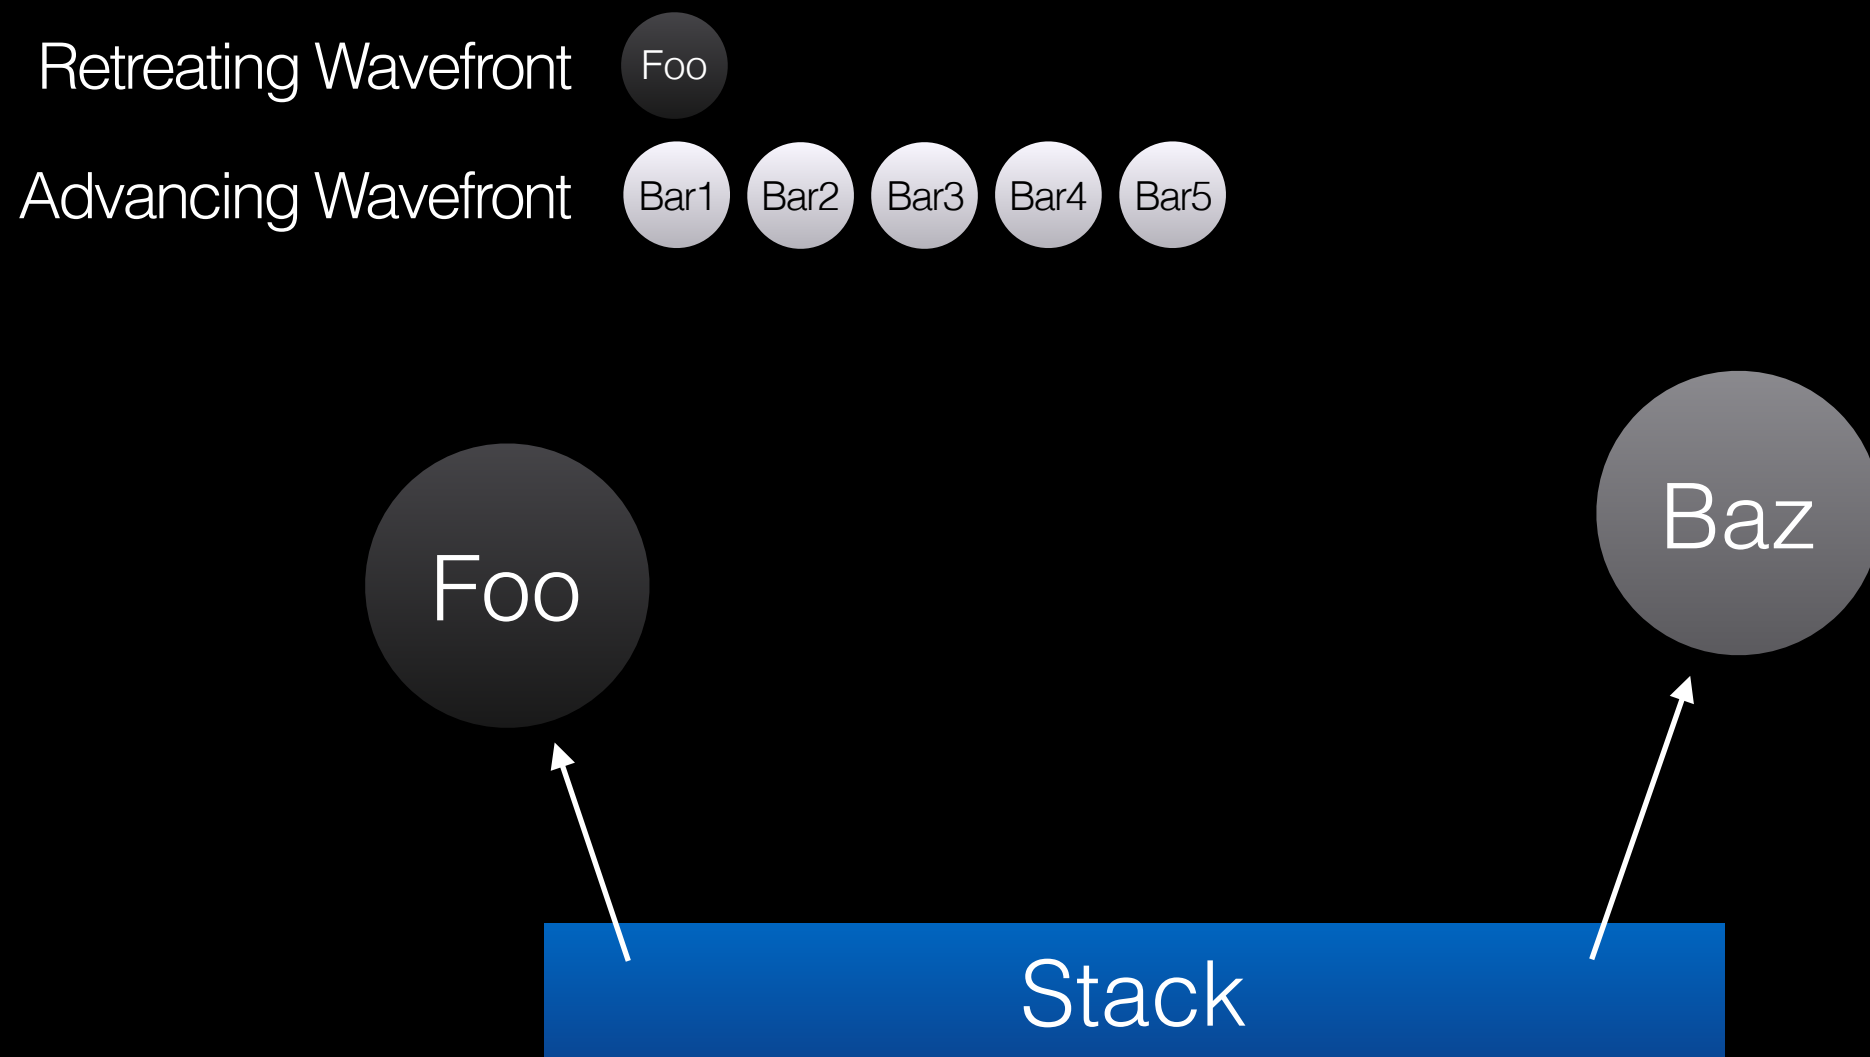 Retreating Wavefront Foo
Advancing Wavefront Bar1 Bar2 Bar3 Bar4 Bar5
Baz
Foo
Stack